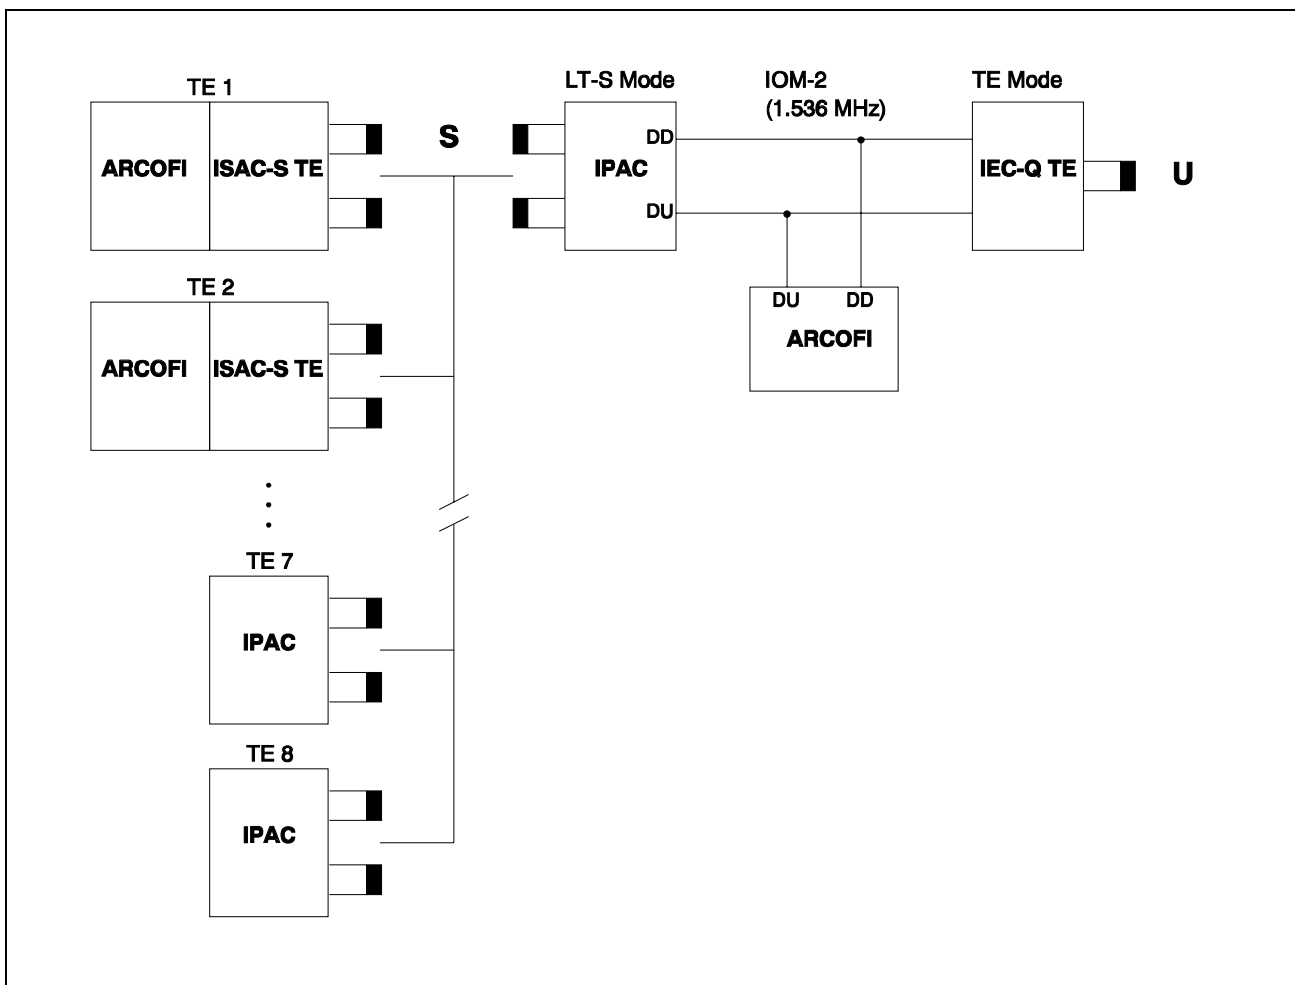 TE 1
ARCOFI
ISAC-S TE
S
LT-S Mode
IPAC
DD
DU
IOM-2
(1.536 MHz)
TE Mode
IEC-Q TE
U
DU
DD
ARCOFI
TE 2
ARCOFI
ISAC-S TE
TE 7
IPAC
TE 8
IPAC